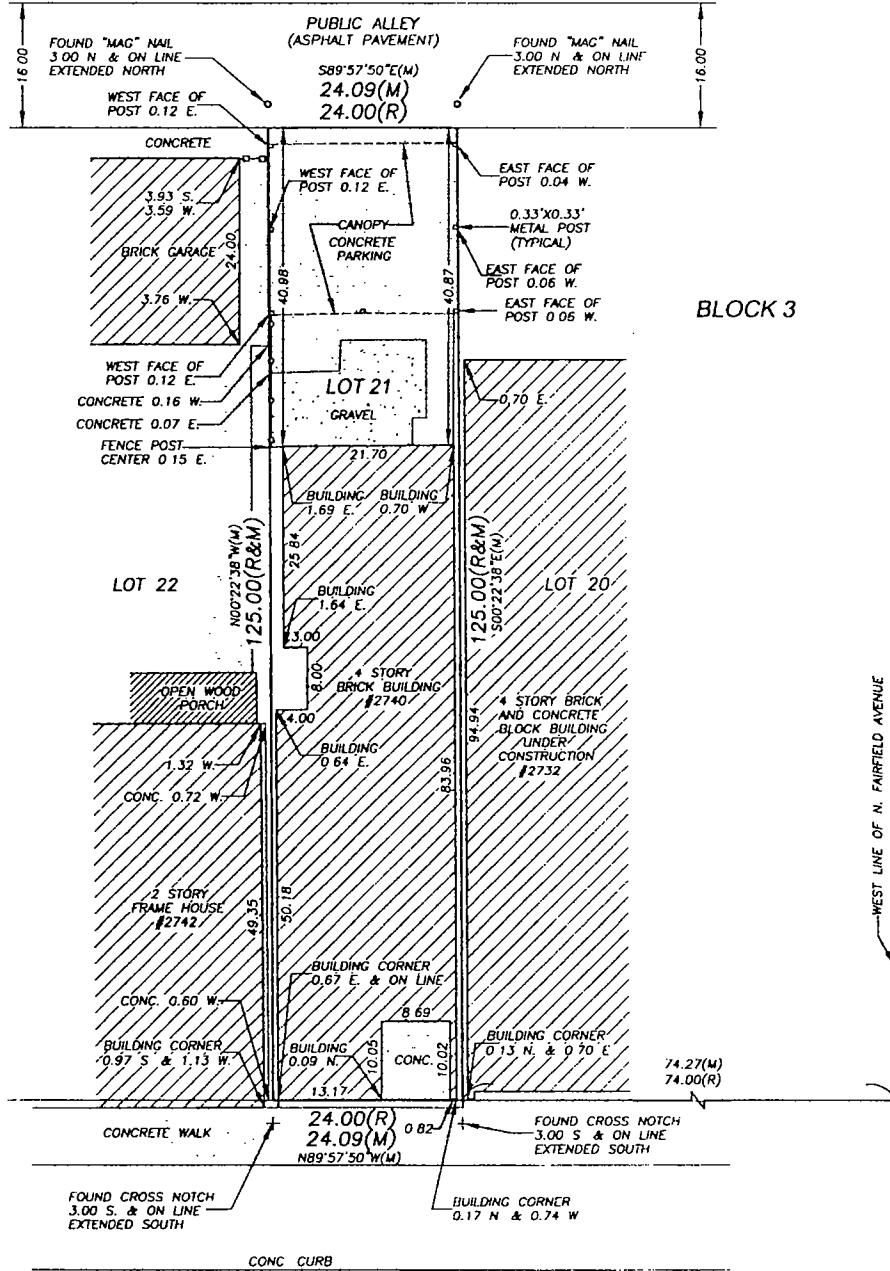 PUBLIC ALLEY
(ASPHALT PAVEMENT)
16.00
FOUND "MAG" NAIL
3.00 N & ON LINE
EXTENDED NORTH
S89°57'50"E(M)
24.09(M)
24.00(R)
FOUND "MAG" NAIL
3.00 N & ON LINE
EXTENDED NORTH
16.00
WEST FACE OF
POST 0.12 E.
CONCRETE
WEST FACE OF
POST 0.12 E.
EAST FACE OF
POST 0.04 W.
3.93 S.
3.59 W.
0.33'X0.33'
METAL POST
(TYPICAL)
CANOPY
CONCRETE
PARKING
BRICK GARAGE
24.00
40.98
40.87
EAST FACE OF
POST 0.06 W.
3.76 W.
EAST FACE OF
POST 0.06 W.
BLOCK 3
WEST FACE OF
POST 0.12 E.
CONCRETE 0.16 W.
CONCRETE 0.07 E.
LOT 21
GRAVEL
0.70 E.
FENCE POST
CENTER 0.15 E.
21.70
BUILDING
1.69 E.
BUILDING
0.70 W
25.84
N00°22'38"W(M)
125.00(R&M)
125.00(R&M)
S00°22'38"E(M)
LOT 22
LOT 20
BUILDING
1.64 E.
3.00
8.00
4.00
4 STORY
BRICK BUILDING
#2740
OPEN WOOD
PORCH
4 STORY BRICK
AND CONCRETE
BLOCK BUILDING
UNDER
CONSTRUCTION
#2732
94.94
BUILDING
0.64 E.
1.32 W.
CONC. 0.72 W.
83.96
WEST LINE OF N. FAIRFIELD AVENUE
2 STORY
FRAME HOUSE
#2742
49.35
50.18
BUILDING CORNER
0.67 E. & ON LINE
CONC. 0.60 W.
8.69
BUILDING CORNER
0.97 S & 1.13 W.
BUILDING
0.09 N.
10.05
CONC.
10.02
BUILDING CORNER
0.13 N. & 0.70 E
13.17
74.27(M)
74.00(R)
CONCRETE WALK
24.00(R)
24.09(M)
N89°57'50"W(M)
0.82
FOUND CROSS NOTCH
3.00 S & ON LINE
EXTENDED SOUTH
FOUND CROSS NOTCH
3.00 S. & ON LINE
EXTENDED SOUTH
BUILDING CORNER
0.17 N & 0.74 W
CONC CURB